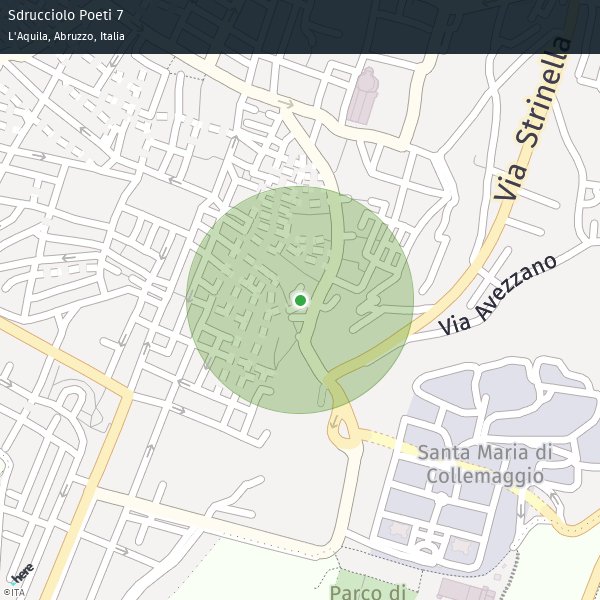 Sdrucciolo Poeti 7
L'Aquila, Abruzzo, Italia
Via Strinella
Via Avezzano
Santa Maria di
Collemaggio
Parco di
here
©ITA